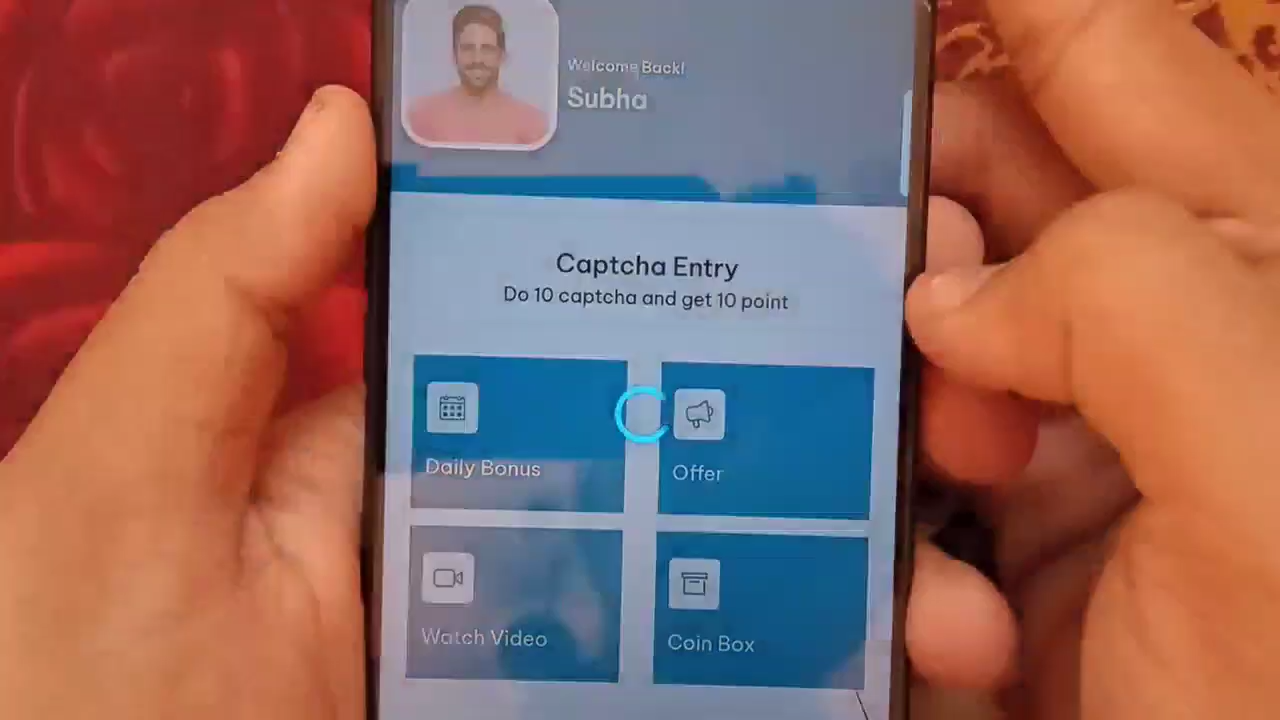 Welcome Back!
Subha
Captcha Entry
Do 10 captcha and get 10 point
Daily Bonus
Offer
Watch Video
Coin Box